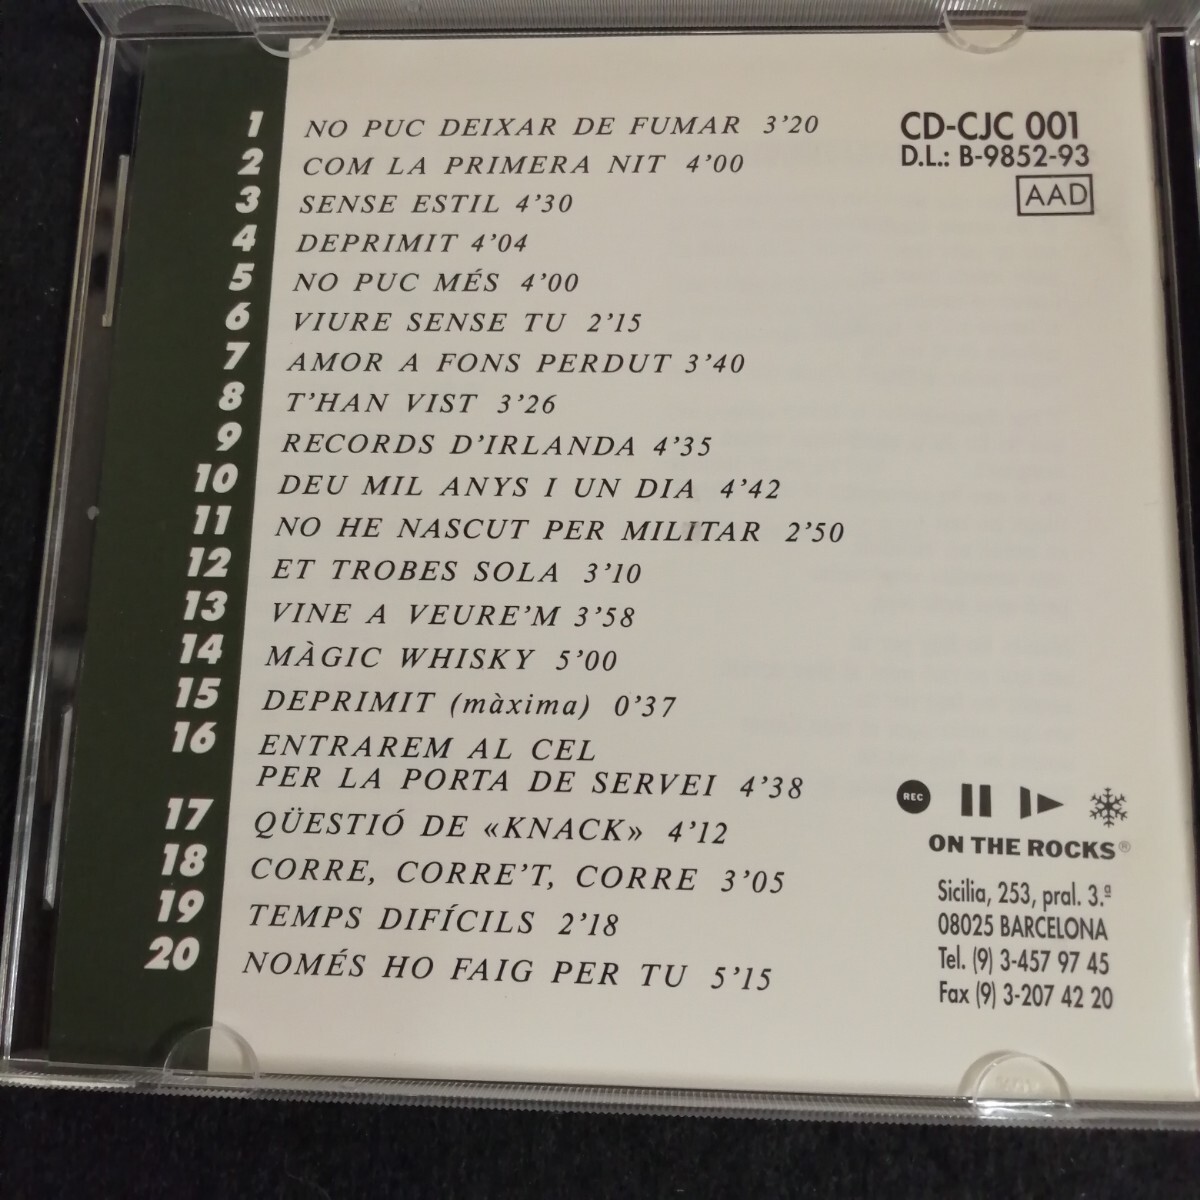 1 NO PUC DEIXAR DE FUMAR 3'20
2 COM LA PRIMERA NIT 4'00
3 SENSE ESTIL 4'30
4 DEPRIMIT 4'04
5 NO PUC MÉS 4'00
6 VIURE SENSE TU 2'15
7 AMOR A FONS PERDUT 3'40
8 T'HAN VIST 3'26
9 RECORDS D'IRLANDA 4'35
10 DEU MIL ANYS I UN DIA 4'42
11 NO HE NASCUT PER MILITAR 2'50
12 ET TROBES SOLA 3'10
13 VINE A VEURE'M 3'58
14 MÀGIC WHISKY 5'00
15 DEPRIMIT (màxima) 0'37
16 ENTRAREM AL CEL
PER LA PORTA DE SERVEI 4'38
17 QÜESTIÓ DE «KNACK» 4'12
18 CORRE, CORRE'T, CORRE 3'05
19 TEMPS DIFÍCILS 2'18
20 NOMÉS HO FAIG PER TU 5'15
CD-CJC 001
D.L.: B-9852-93
AAD
REC
ON THE ROCKS®
Sicilia, 253, pral. 3.ª
08025 BARCELONA
Tel. (9) 3-457 97 45
Fax (9) 3-207 42 20